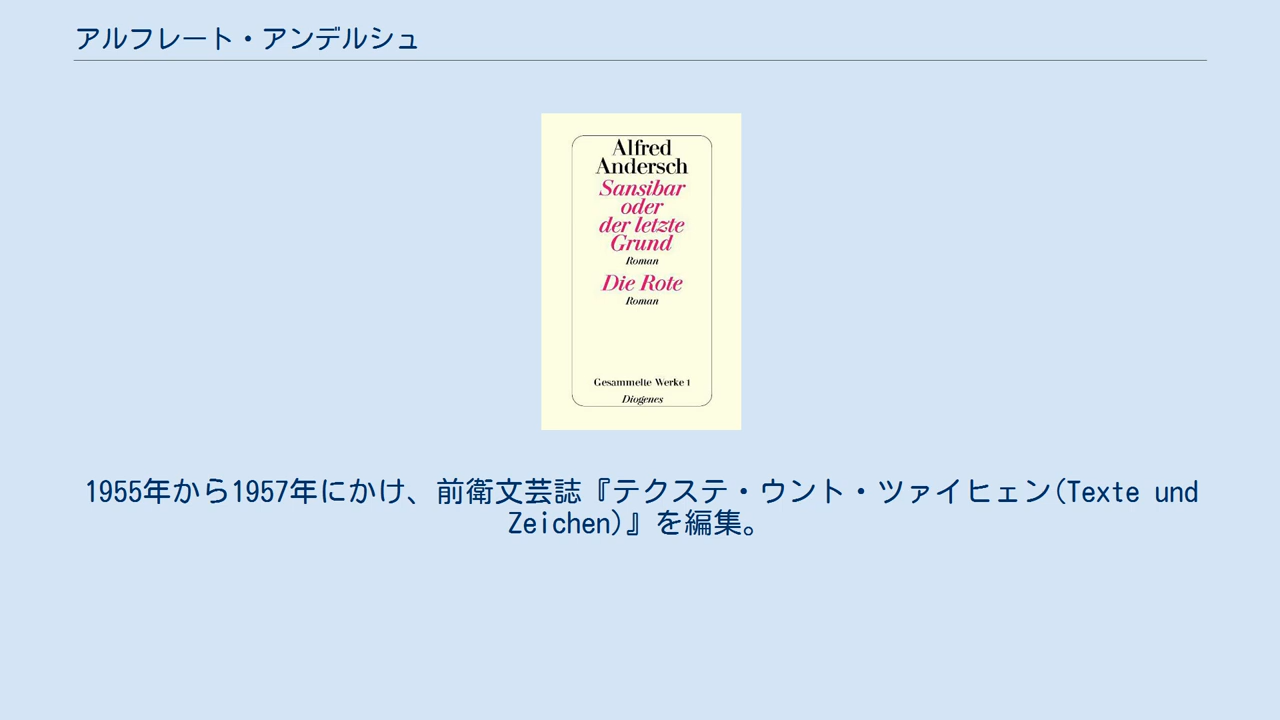 アルフレート・アンデルシュ
Alfred
Andersch
Sansibar
oder
der letzte
Grund
Roman
Die Rote
Roman
Gesammelte Werke 1
Diogenes
1955年から1957年にかけ、前衛文芸誌『テクステ・ウント・ツァイヒェン(Texte und
Zeichen)』を編集。